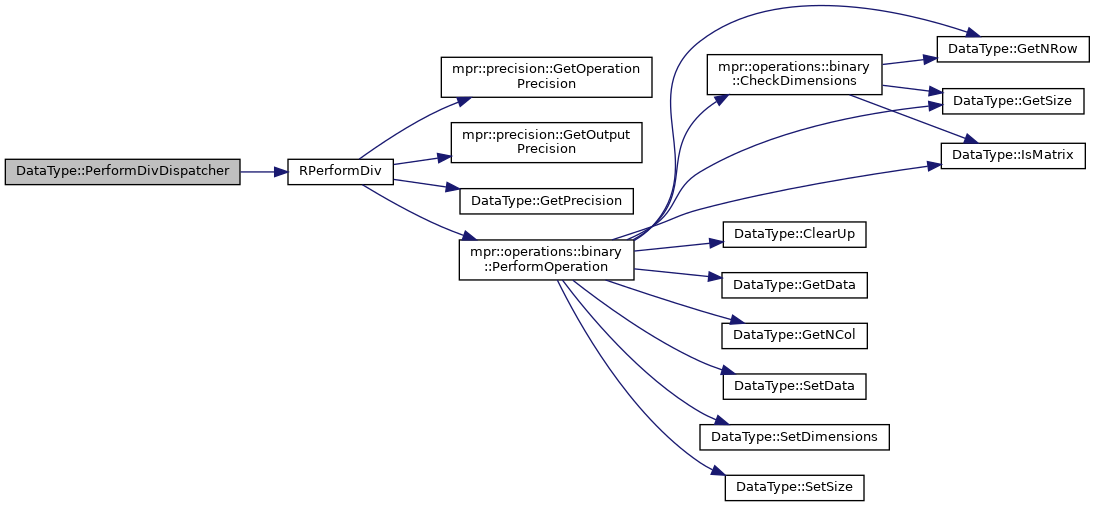 DataType::PerformDivDispatcher
RPerformDiv
mpr::precision::GetOperation
Precision
mpr::precision::GetOutput
Precision
DataType::GetPrecision
mpr::operations::binary
::PerformOperation
mpr::operations::binary
::CheckDimensions
DataType::GetNRow
DataType::GetSize
DataType::IsMatrix
DataType::ClearUp
DataType::GetData
DataType::GetNCol
DataType::SetData
DataType::SetDimensions
DataType::SetSize